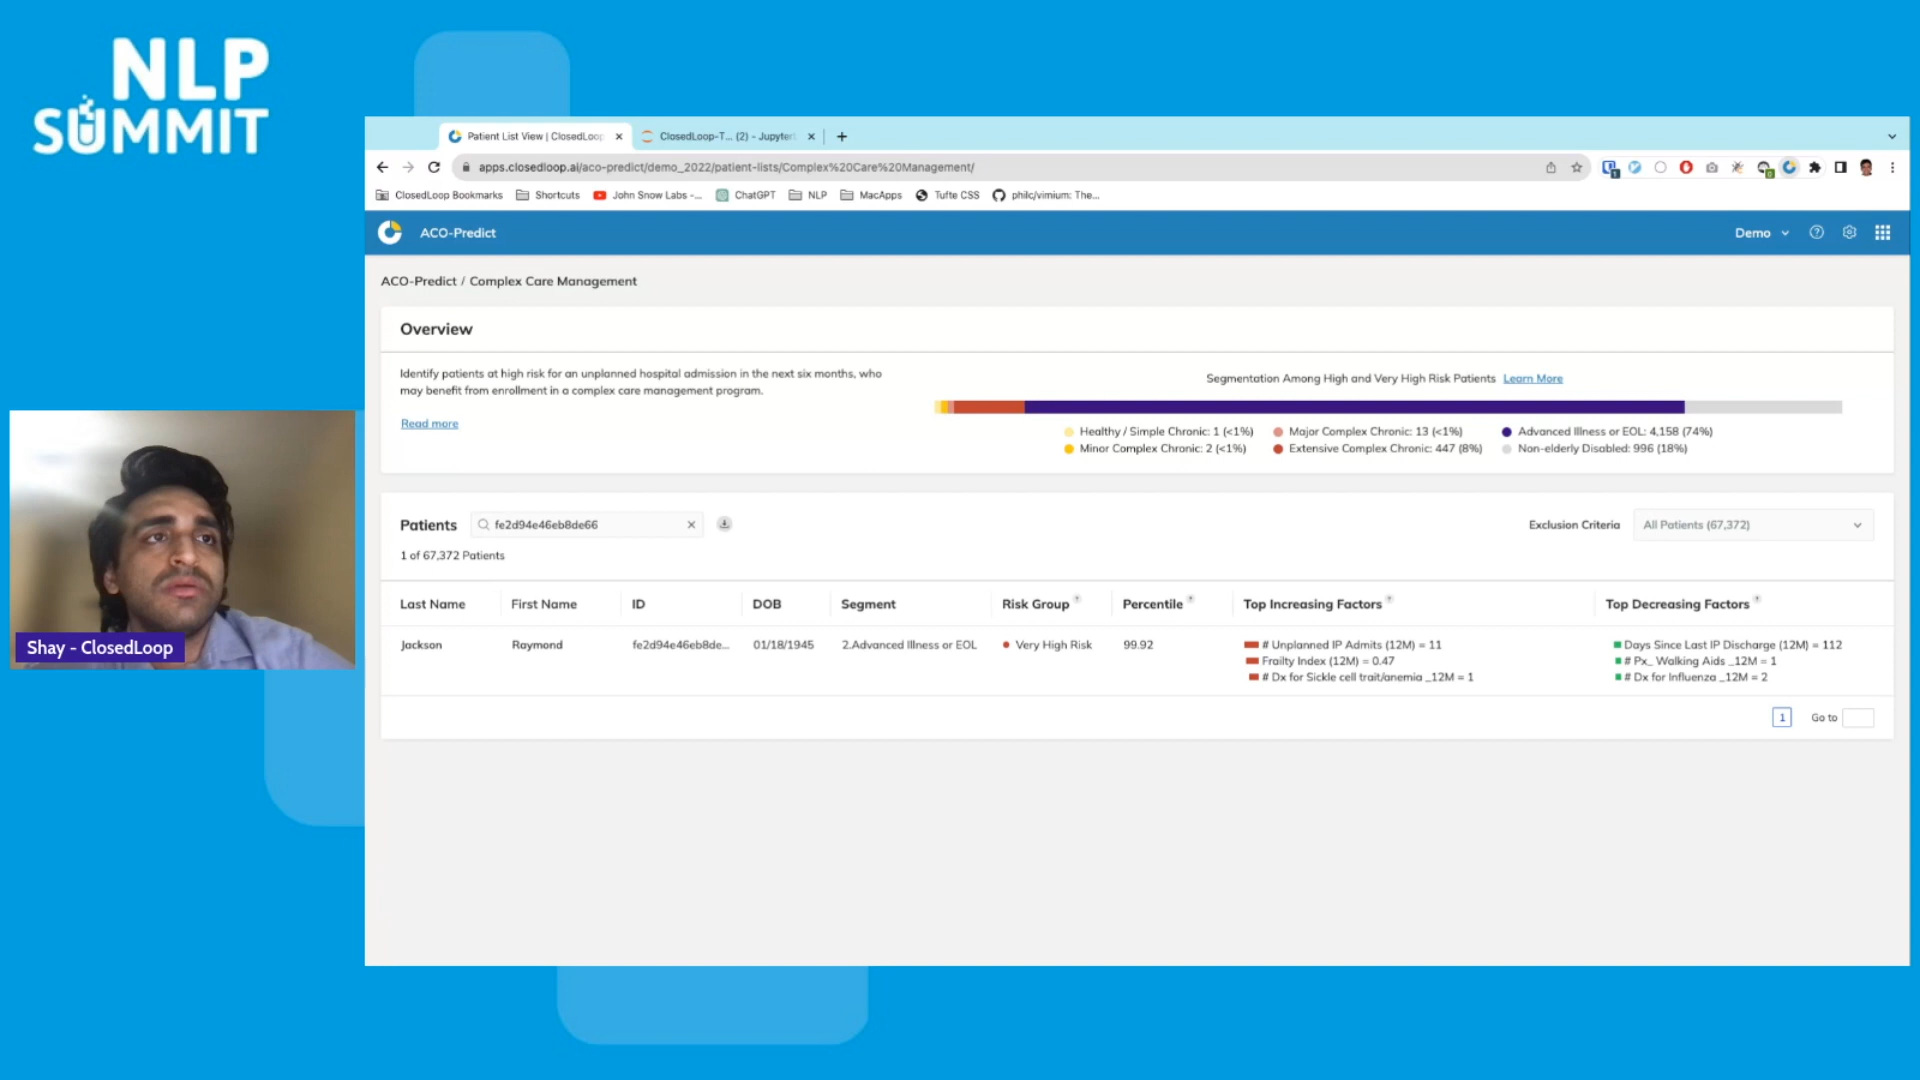 NLP
SUMMIT
Patient List View | ClosedLoop
ClosedLoop-T... (2) - Jupyter
apps.closedloop.ai/aco-predict/demo_2022/patient-lists/Complex%20Care%20Management/
ClosedLoop Bookmarks Shortcuts John Snow Labs -... ChatGPT NLP MacApps Tufte CSS philc/vimium: The...
ACO-Predict Demo
ACO-Predict / Complex Care Management
Overview
Identify patients at high risk for an unplanned hospital admission in the next six months, who
may benefit from enrollment in a complex care management program.
Read more
Segmentation Among High and Very High Risk Patients Learn More
Healthy / Simple Chronic: 1 (<1%) Major Complex Chronic: 13 (<1%) Advanced Illness or EOL: 4,158 (74%)
Minor Complex Chronic: 2 (<1%) Extensive Complex Chronic: 447 (8%) Non-elderly Disabled: 996 (18%)
Patients fe2d94e46eb8de66 Exclusion Criteria All Patients (67,372)
1 of 67,372 Patients
Last Name First Name ID DOB Segment Risk Group Percentile Top Increasing Factors Top Decreasing Factors
Jackson Raymond fe2d94e46eb8de... 01/18/1945 2.Advanced Illness or EOL Very High Risk 99.92 # Unplanned IP Admits (12M) = 11 Days Since Last IP Discharge (12M) = 112
Frailty Index (12M) = 0.47 # Px_ Walking Aids _12M = 1
# Dx for Sickle cell trait/anemia _12M = 1 # Dx for Influenza _12M = 2
1 Go to
Shay - ClosedLoop